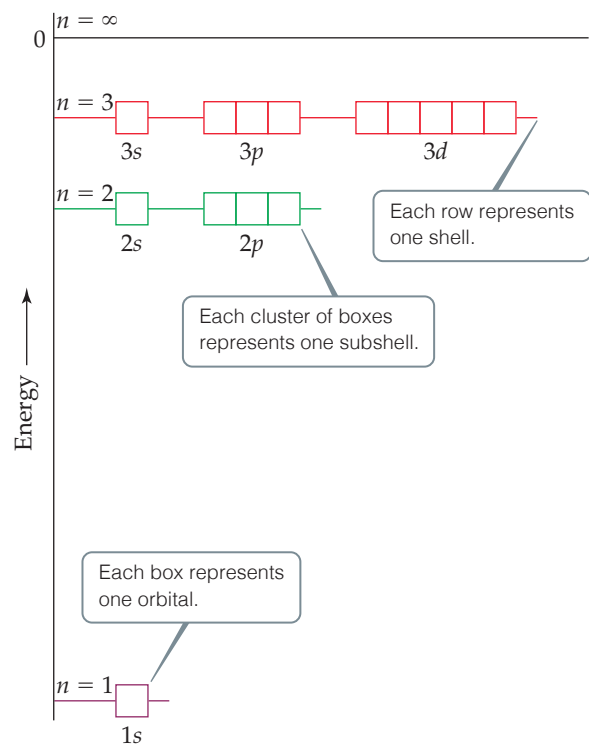 n = ∞
0
n = 3
3s 3p 3d
n = 2
2s 2p
Each row represents
one shell.
Each cluster of boxes
represents one subshell.
Energy
Each box represents
one orbital.
n = 1
1s